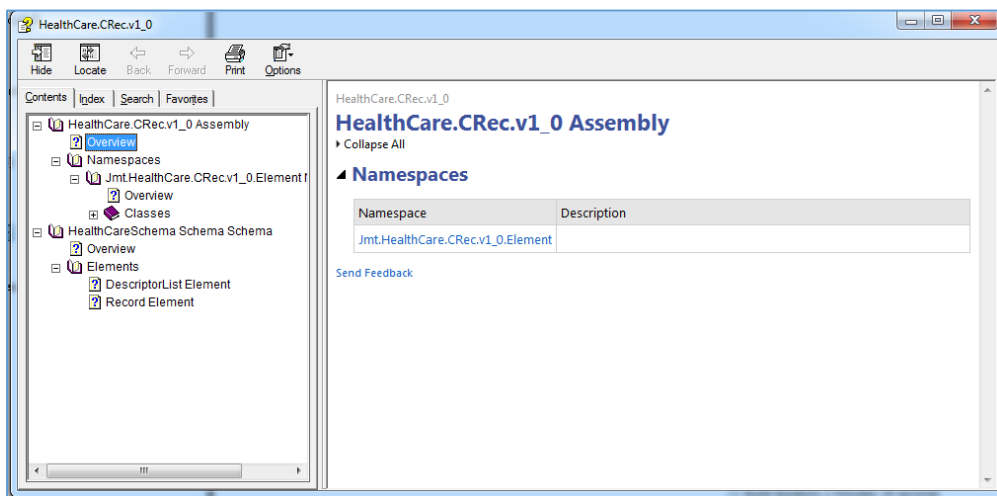 HealthCare.CRec.v1_0
Hide Locate Back Forward Print Options
Contents Index Search Favorites
HealthCare.CRec.v1_0 Assembly
Overview
Namespaces
Jmt.HealthCare.CRec.v1_0.Element
Overview
Classes
HealthCareSchema Schema Schema
Overview
Elements
DescriptorList Element
Record Element
HealthCare.CRec.v1_0
HealthCare.CRec.v1_0 Assembly
Collapse All
Namespaces
Namespace Description
Jmt.HealthCare.CRec.v1_0.Element
Send Feedback